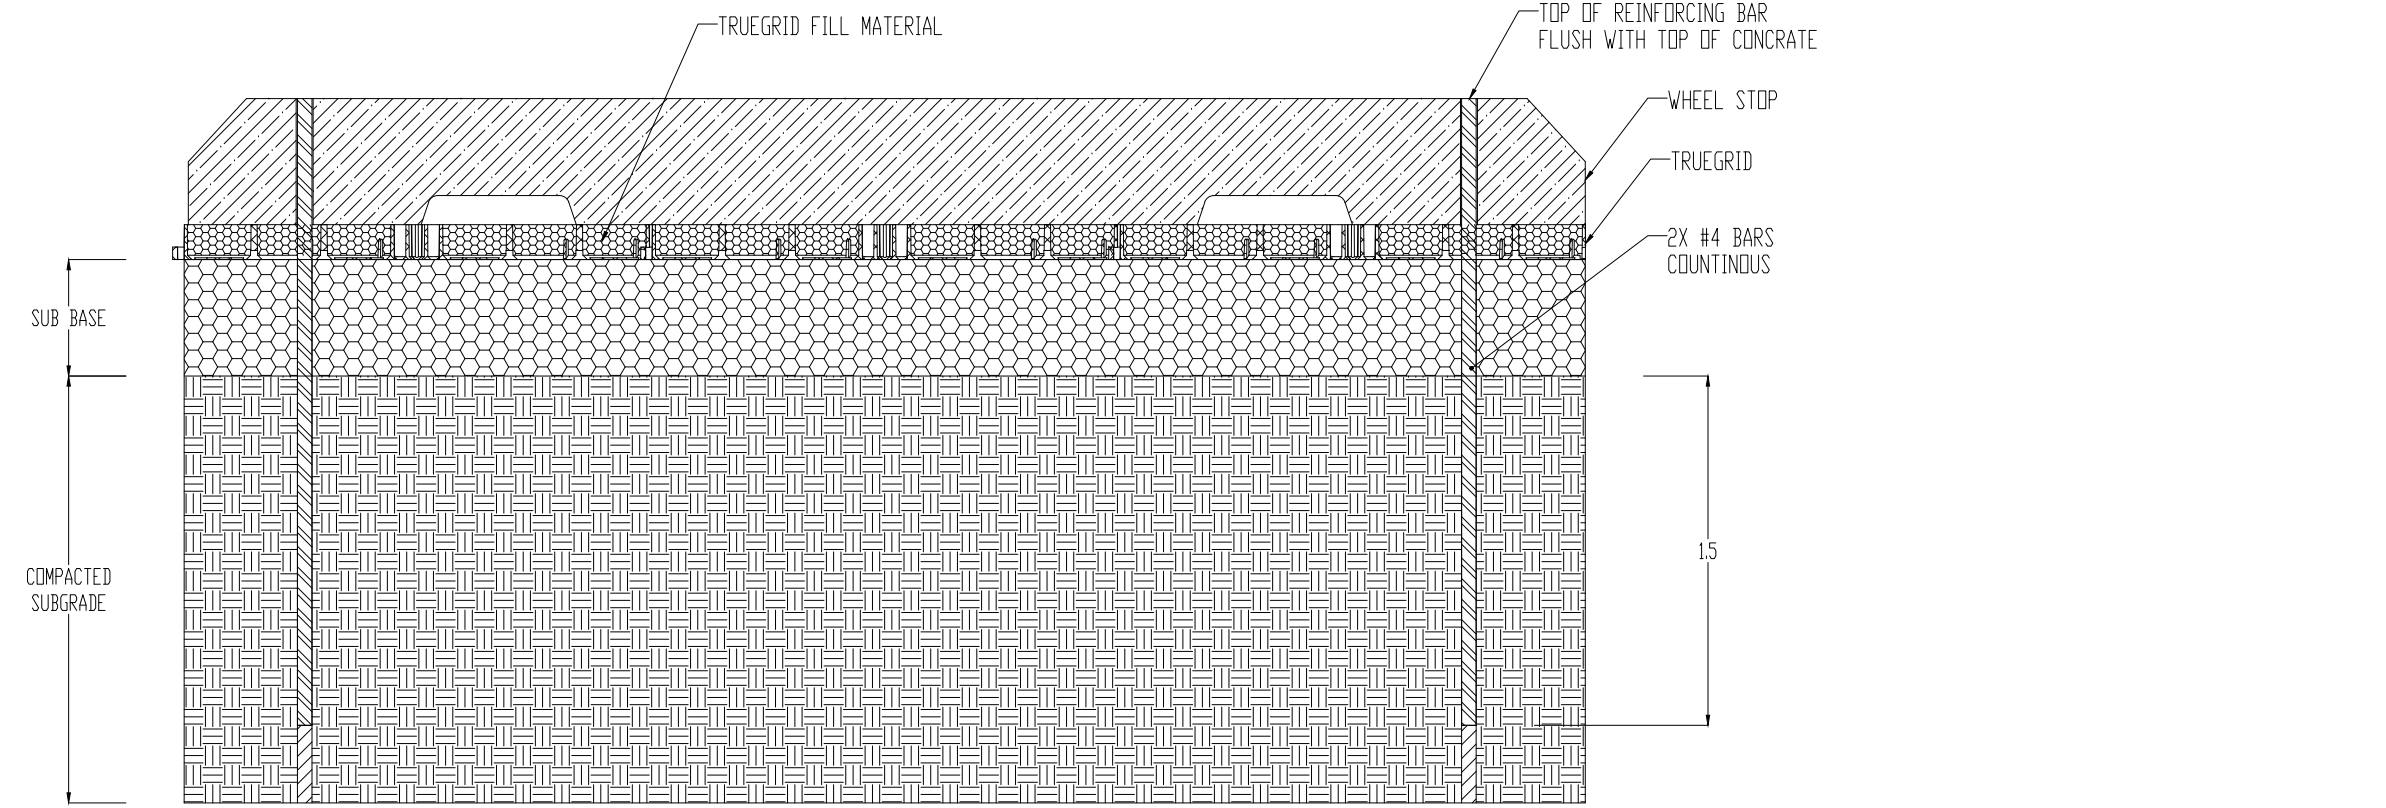 TRUEGRID FILL MATERIAL
TOP OF REINFORCING BAR
FLUSH WITH TOP OF CONCRATE
WHEEL STOP
TRUEGRID
2X #4 BARS
COUNTINOUS
SUB BASE
1.5
COMPACTED
SUBGRADE